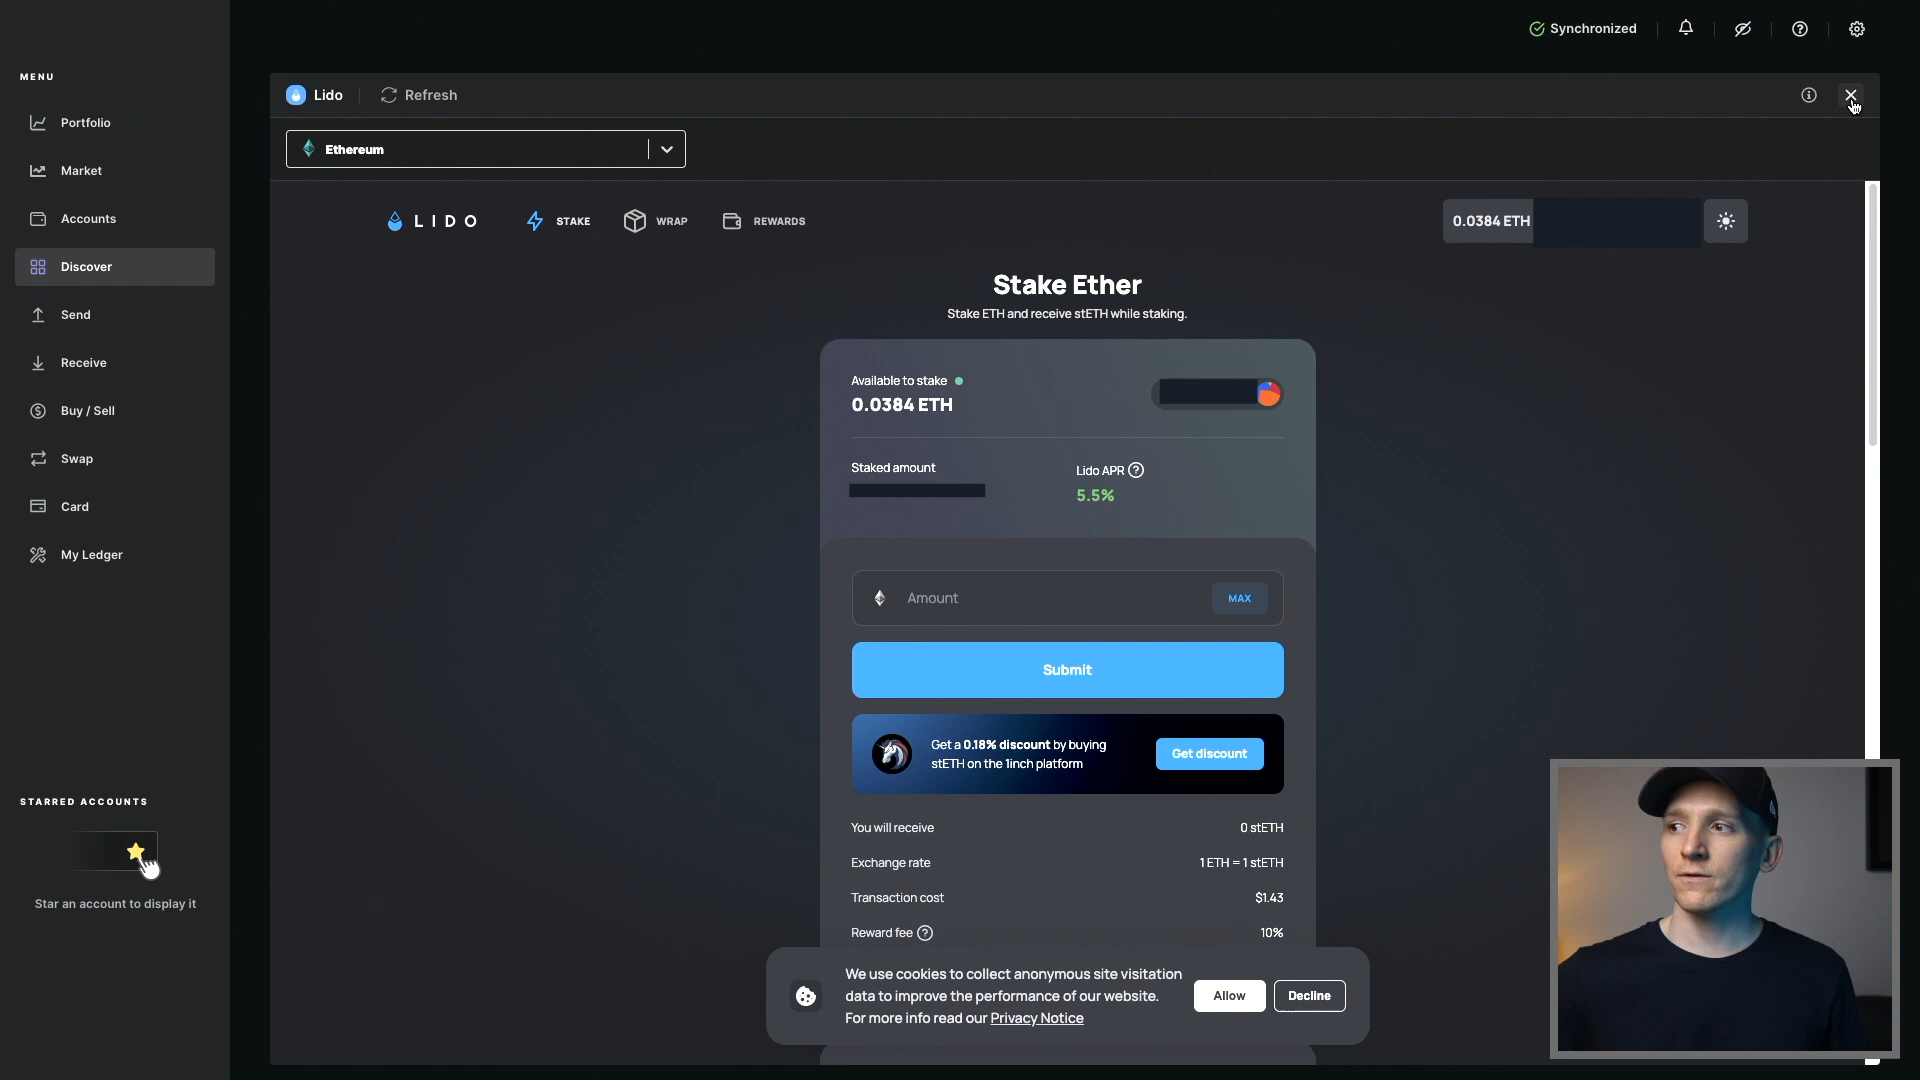 Synchronized
MENU
Portfolio
Market
Accounts
Discover
Send
Receive
Buy / Sell
Swap
Card
My Ledger
STARRED ACCOUNTS
Star an account to display it
Lido
Refresh
Ethereum
LIDO
STAKE
WRAP
REWARDS
0.0384 ETH
Stake Ether
Stake ETH and receive stETH while staking.
Available to stake
0.0384 ETH
Staked amount
Lido APR
5.5%
Amount
MAX
Submit
Get a 0.18% discount by buying
stETH on the 1inch platform
Get discount
You will receive
0 stETH
Exchange rate
1 ETH = 1 stETH
Transaction cost
$1.43
Reward fee
10%
We use cookies to collect anonymous site visitation
data to improve the performance of our website.
For more info read our Privacy Notice
Allow
Decline